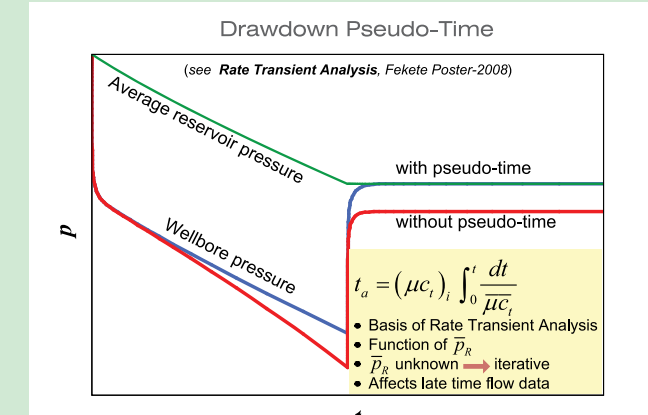 Drawdown Pseudo-Time
(see Rate Transient Analysis, Fekete Poster-2008)
Average reservoir pressure
with pseudo-time
without pseudo-time
p
Wellbore pressure
t_a = (μc_t)_i ∫_0^t dt / \overline{μc_t}
• Basis of Rate Transient Analysis
• Function of p̅_R
• p̅_R unknown → iterative
• Affects late time flow data